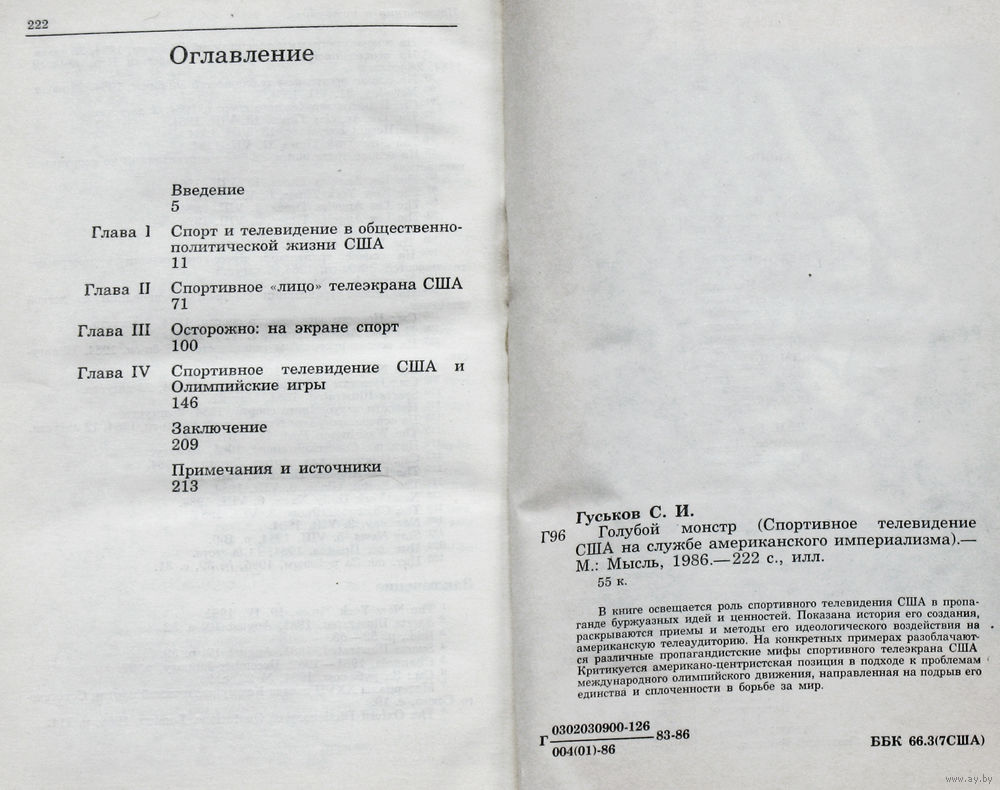 222
Оглавление
Введение
5
Глава I Спорт и телевидение в общественно-
политической жизни США
11
Глава II Спортивное «лицо» телеэкрана США
71
Глава III Осторожно: на экране спорт
100
Глава IV Спортивное телевидение США и
Олимпийские игры
146
Заключение
209
Примечания и источники
213
Гуськов С. И.
Г96 Голубой монстр (Спортивное телевидение
США на службе американского империализма).—
М.: Мысль, 1986.—222 с., илл.
55 к.
В книге освещается роль спортивного телевидения США в пропа-
ганде буржуазных идей и ценностей. Показана история его создания,
раскрываются приемы и методы его идеологического воздействия на
американскую телеаудиторию. На конкретных примерах разоблачают-
ся различные пропагандистские мифы спортивного телеэкрана США
Критикуется американо-центристская позиция в подходе к проблемам
международного олимпийского движения, направленная на подрыв его
единства и сплоченности в борьбе за мир.
0302030900-126
Г 83-86
004(01)-86
ББК 66.3(7США)
www.ay.by